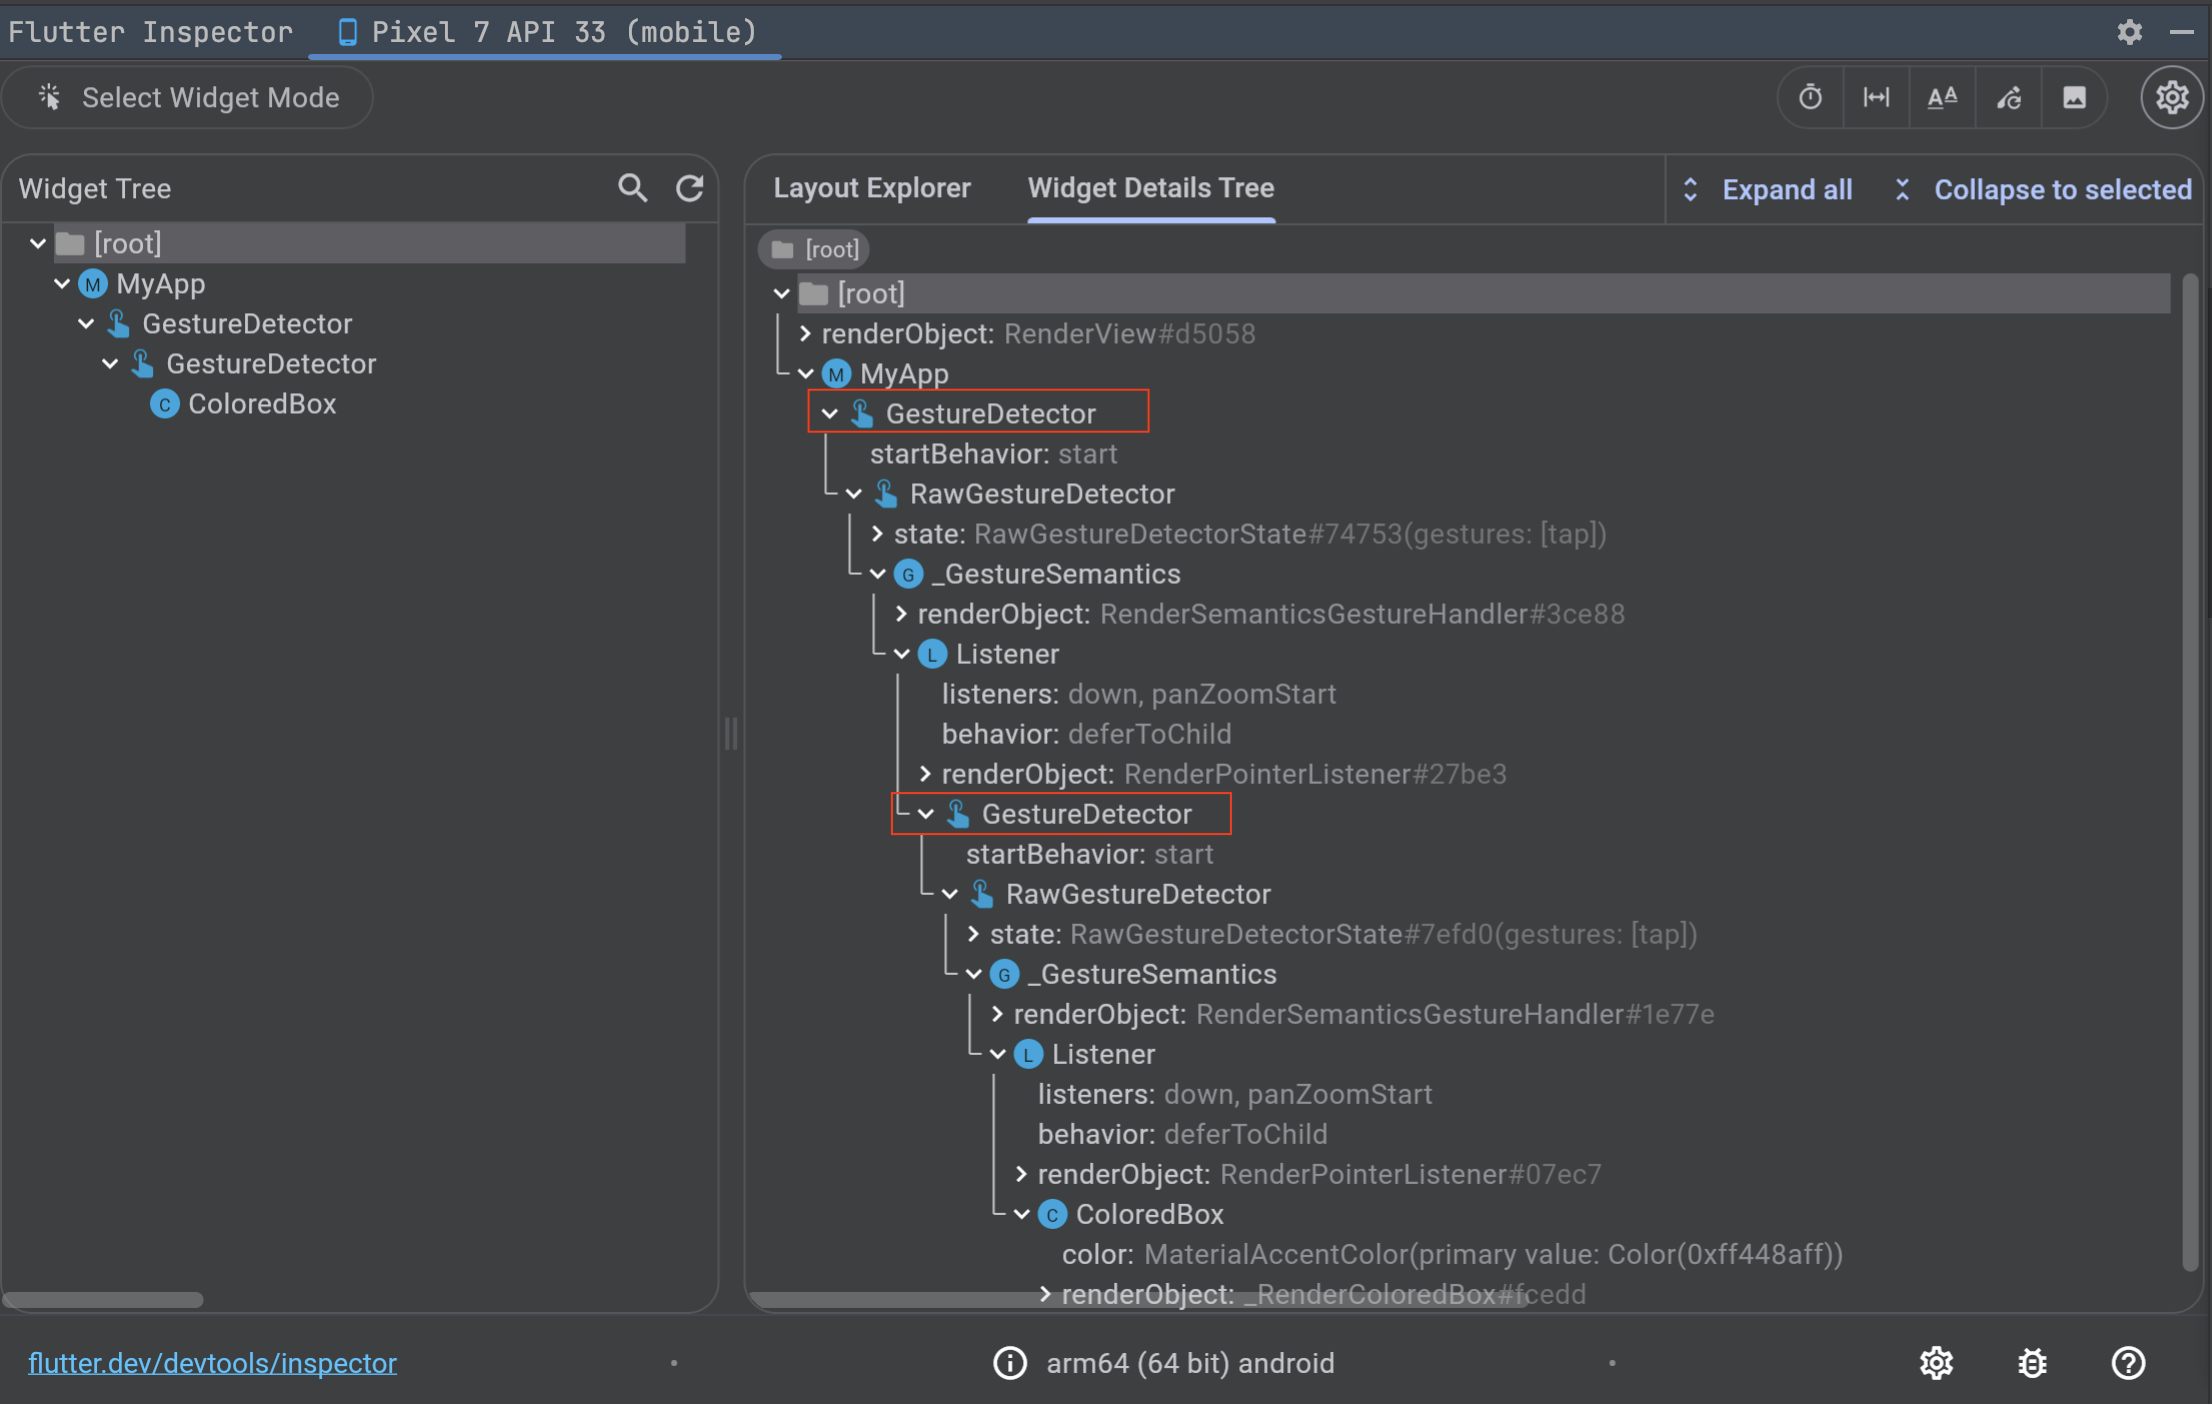 Flutter Inspector Pixel 7 API 33 (mobile)
Select Widget Mode
AA
Widget Tree
[root]
M MyApp
GestureDetector
GestureDetector
C ColoredBox
Layout Explorer Widget Details Tree Expand all Collapse to selected
[root]
[root]
renderObject: RenderView#d5058
M MyApp
GestureDetector
startBehavior: start
RawGestureDetector
state: RawGestureDetectorState#74753(gestures: [tap])
G _GestureSemantics
renderObject: RenderSemanticsGestureHandler#3ce88
L Listener
listeners: down, panZoomStart
behavior: deferToChild
renderObject: RenderPointerListener#27be3
GestureDetector
startBehavior: start
RawGestureDetector
state: RawGestureDetectorState#7efd0(gestures: [tap])
G _GestureSemantics
renderObject: RenderSemanticsGestureHandler#1e77e
L Listener
listeners: down, panZoomStart
behavior: deferToChild
renderObject: RenderPointerListener#07ec7
C ColoredBox
color: MaterialAccentColor(primary value: Color(0xff448aff))
renderObject: _RenderColoredBox#fcedd
flutter.dev/devtools/inspector • arm64 (64 bit) android •